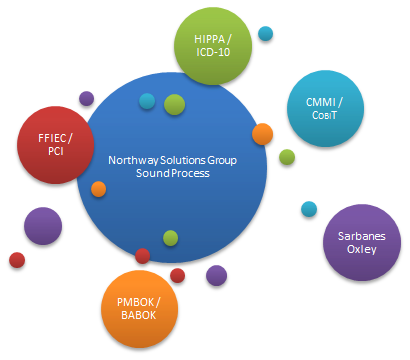 HIPPA /
ICD-10
CMMI /
COBIT
FFIEC /
PCI
Northway Solutions Group
Sound Process
Sarbanes
Oxley
PMBOK /
BABOK